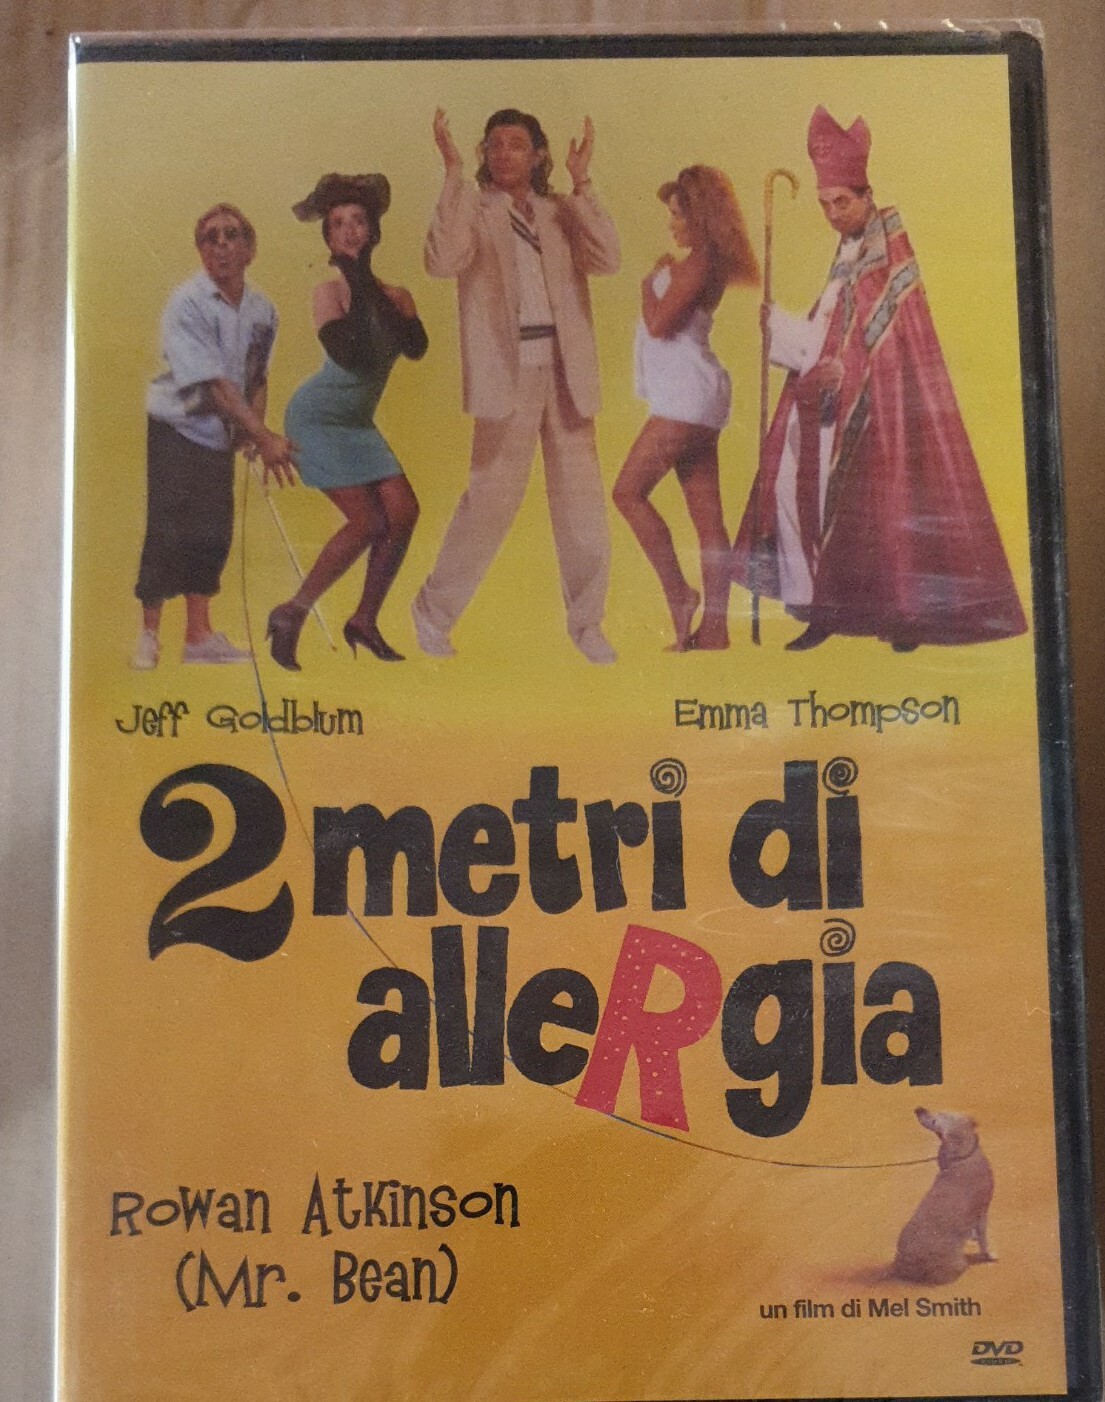 Jeff Goldblum Emma Thompson
2 metri di
alleRgia
Rowan Atkinson
(Mr. Bean)
un film di Mel Smith
DVD